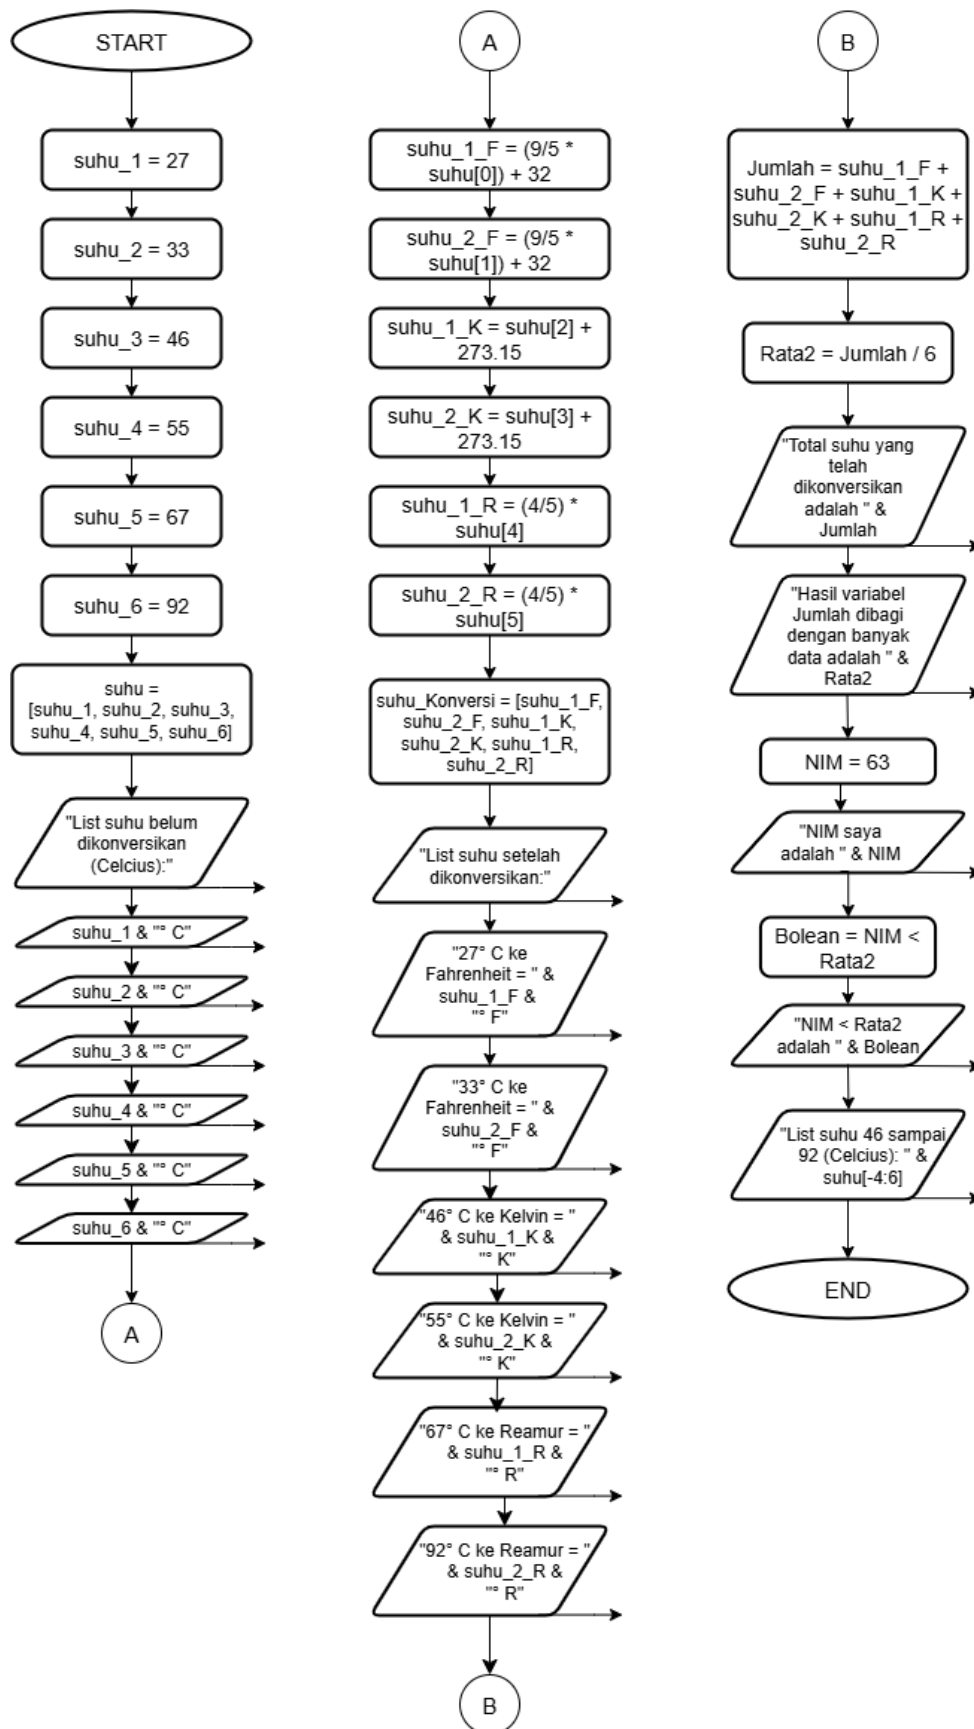 START
suhu_1 = 27
suhu_2 = 33
suhu_3 = 46
suhu_4 = 55
suhu_5 = 67
suhu_6 = 92
suhu =
[suhu_1, suhu_2, suhu_3,
suhu_4, suhu_5, suhu_6]
"List suhu belum
dikonversikan
(Celcius):"
suhu_1 & "° C"
suhu_2 & "° C"
suhu_3 & "° C"
suhu_4 & "° C"
suhu_5 & "° C"
suhu_6 & "° C"
A
A
suhu_1_F = (9/5 *
suhu[0]) + 32
suhu_2_F = (9/5 *
suhu[1]) + 32
suhu_1_K = suhu[2] +
273.15
suhu_2_K = suhu[3] +
273.15
suhu_1_R = (4/5) *
suhu[4]
suhu_2_R = (4/5) *
suhu[5]
suhu_Konversi = [suhu_1_F,
suhu_2_F, suhu_1_K,
suhu_2_K, suhu_1_R,
suhu_2_R]
"List suhu setelah
dikonversikan:"
"27° C ke
Fahrenheit = " &
suhu_1_F &
"° F"
"33° C ke
Fahrenheit = " &
suhu_2_F &
"° F"
"46° C ke Kelvin = "
& suhu_1_K &
"° K"
"55° C ke Kelvin = "
& suhu_2_K &
"° K"
"67° C ke Reamur = "
& suhu_1_R &
"° R"
"92° C ke Reamur = "
& suhu_2_R &
"° R"
B
B
Jumlah = suhu_1_F +
suhu_2_F + suhu_1_K +
suhu_2_K + suhu_1_R +
suhu_2_R
Rata2 = Jumlah / 6
"Total suhu yang
telah
dikonversikan
adalah " &
Jumlah
"Hasil variabel
Jumlah dibagi
dengan banyak
data adalah " &
Rata2
NIM = 63
"NIM saya
adalah " & NIM
Bolean = NIM <
Rata2
"NIM < Rata2
adalah " & Bolean
"List suhu 46 sampai
92 (Celcius): " &
suhu[-4:6]
END